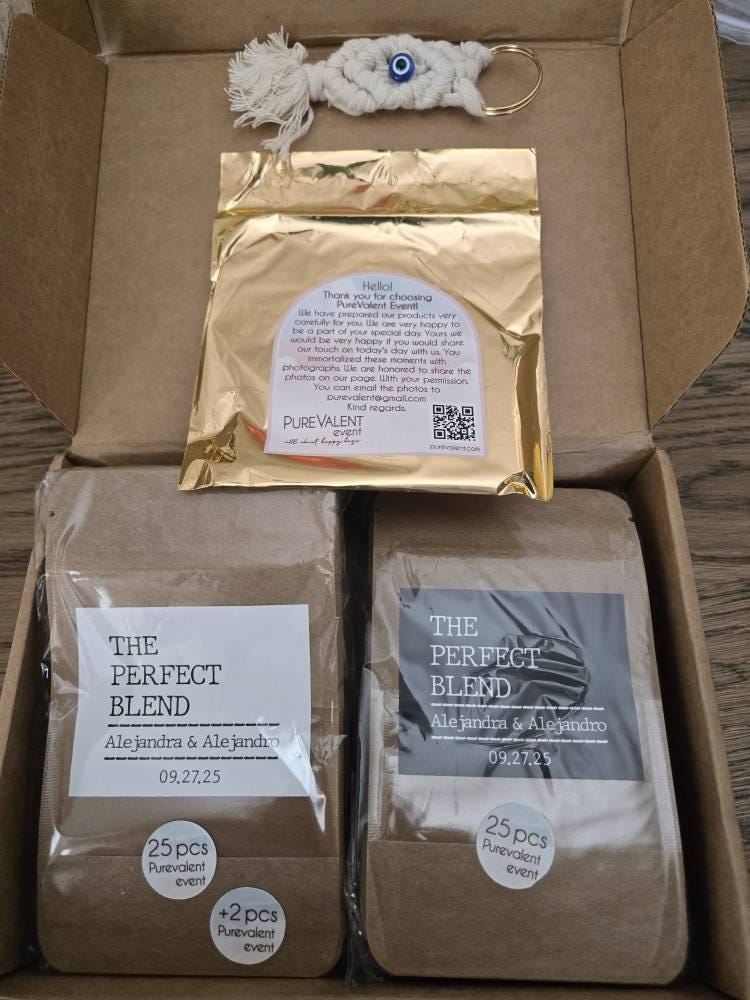 Hello!
Thank you for choosing
PureValent Event!
We have prepared our products very
carefully for you. We are very happy to
be a part of your special day. Yours we
would be very happy if you would share
our touch on today's day with us. You
immortalized these moments with
photographs. We are honored to share the
photos on our page. With your permission.
You can email the photos to
purevalent@gmail.com
Kind regards.
PUREVALENT
event
all about happy days
purevalent.com
THE
PERFECT
BLEND
Alejandra & Alejandro
09.27.25
25 pcs
Purevalent
event
+2 pcs
Purevalent
event
THE
PERFECT
BLEND
Alejandra & Alejandro
09.27.25
25 pcs
Purevalent
event